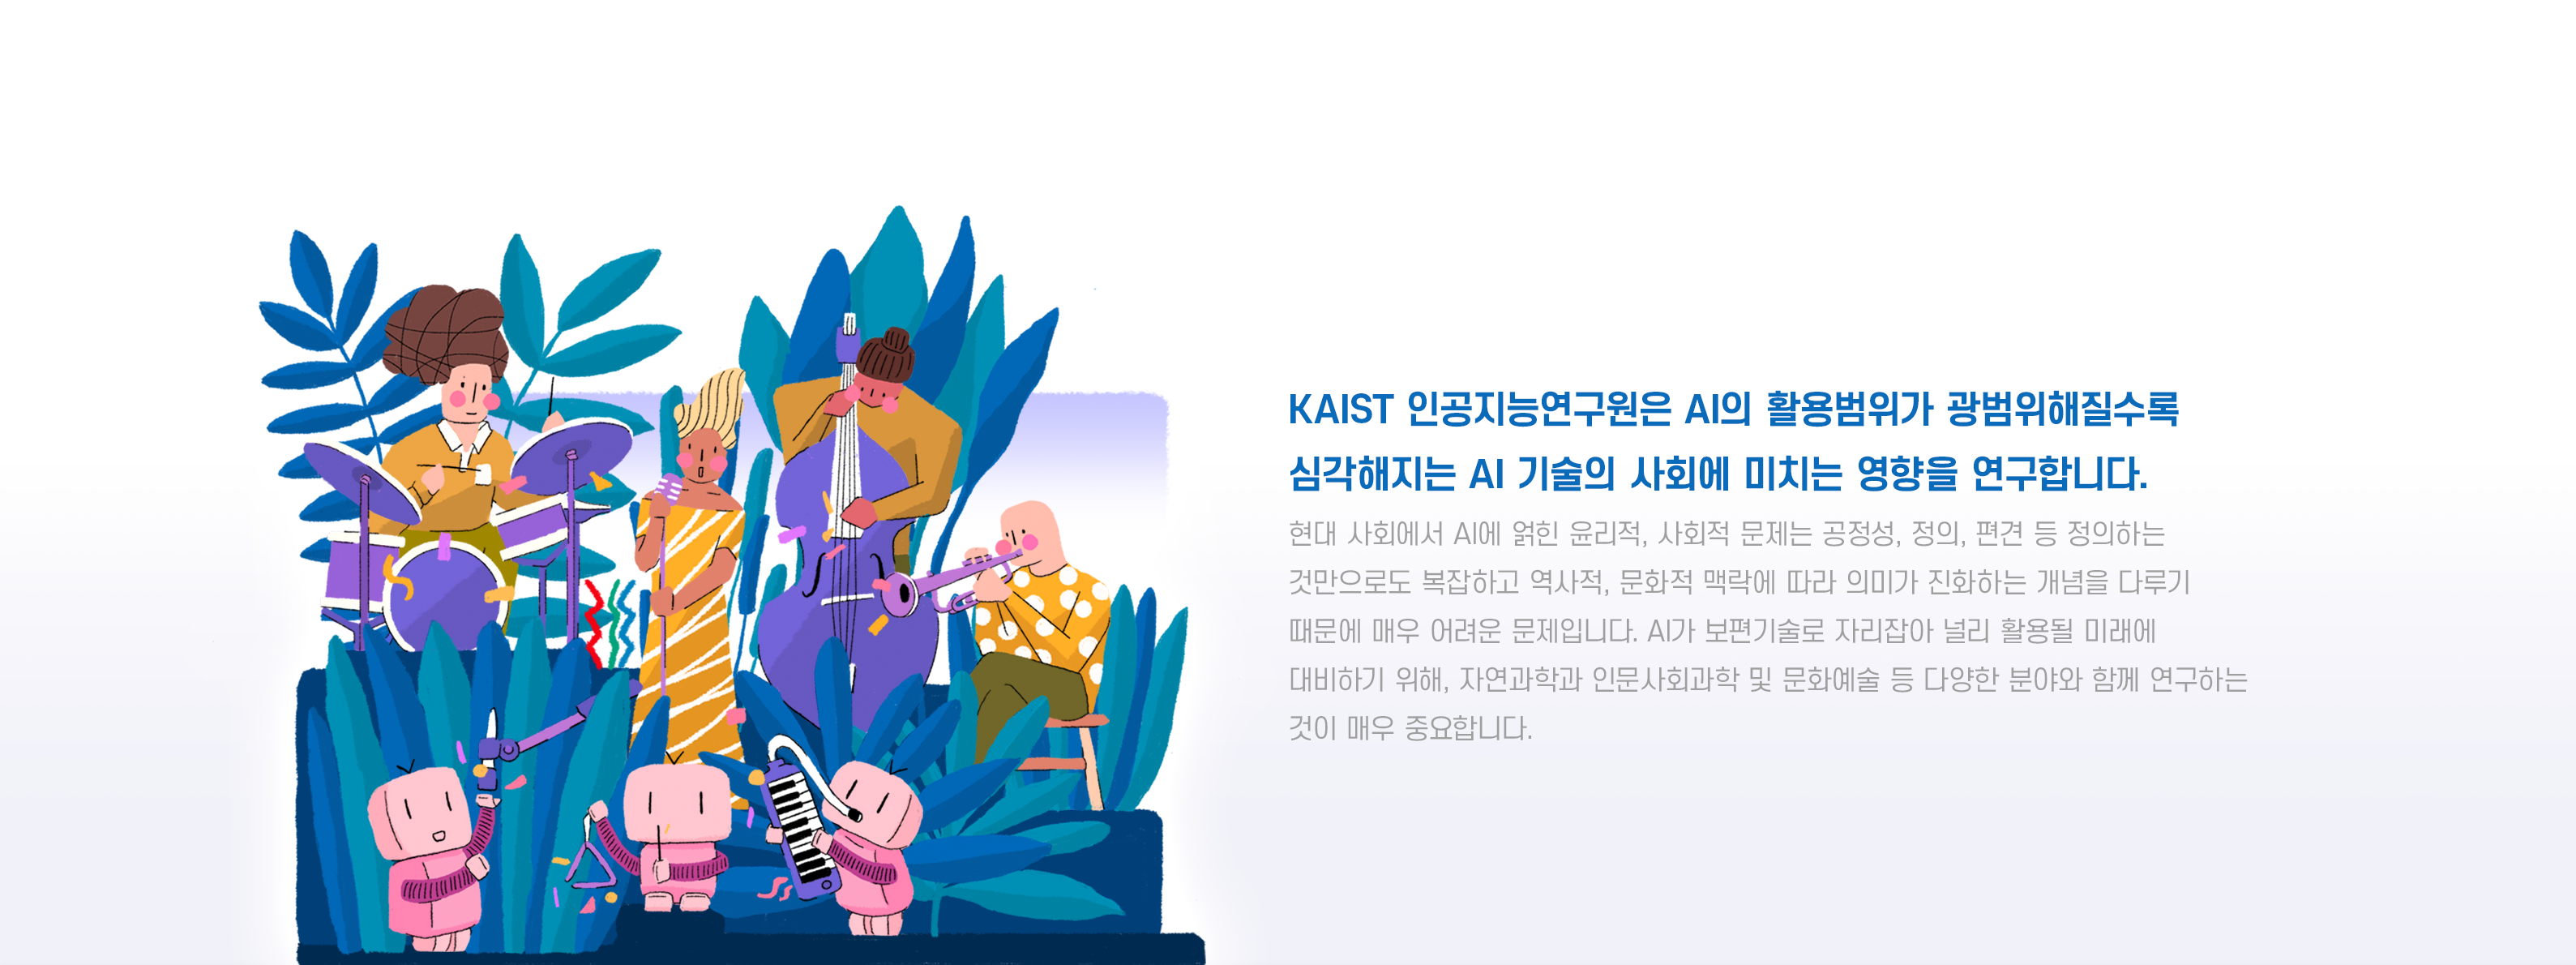 KAIST 인공지능연구원은 AI의 활용범위가 광범위해질수록
심각해지는 AI 기술의 사회에 미치는 영향을 연구합니다.
현대 사회에서 AI에 얽힌 윤리적, 사회적 문제는 공정성, 정의, 편견 등 정의하는
것만으로도 복잡하고 역사적, 문화적 맥락에 따라 의미가 진화하는 개념을 다루기
때문에 매우 어려운 문제입니다. AI가 보편기술로 자리잡아 널리 활용될 미래에
대비하기 위해, 자연과학과 인문사회과학 및 문화예술 등 다양한 분야와 함께 연구하는
것이 매우 중요합니다.